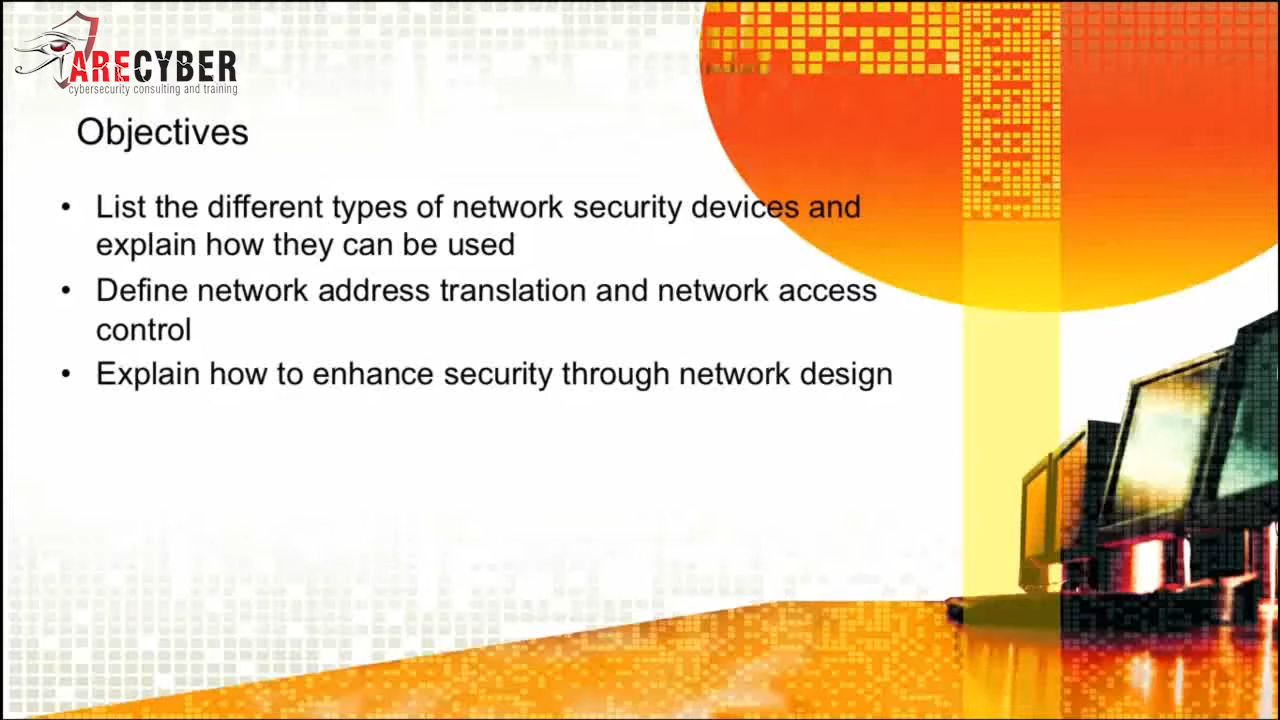 ARECYBER
cybersecurity consulting and training
Objectives
• List the different types of network security devices and
explain how they can be used
• Define network address translation and network access
control
• Explain how to enhance security through network design